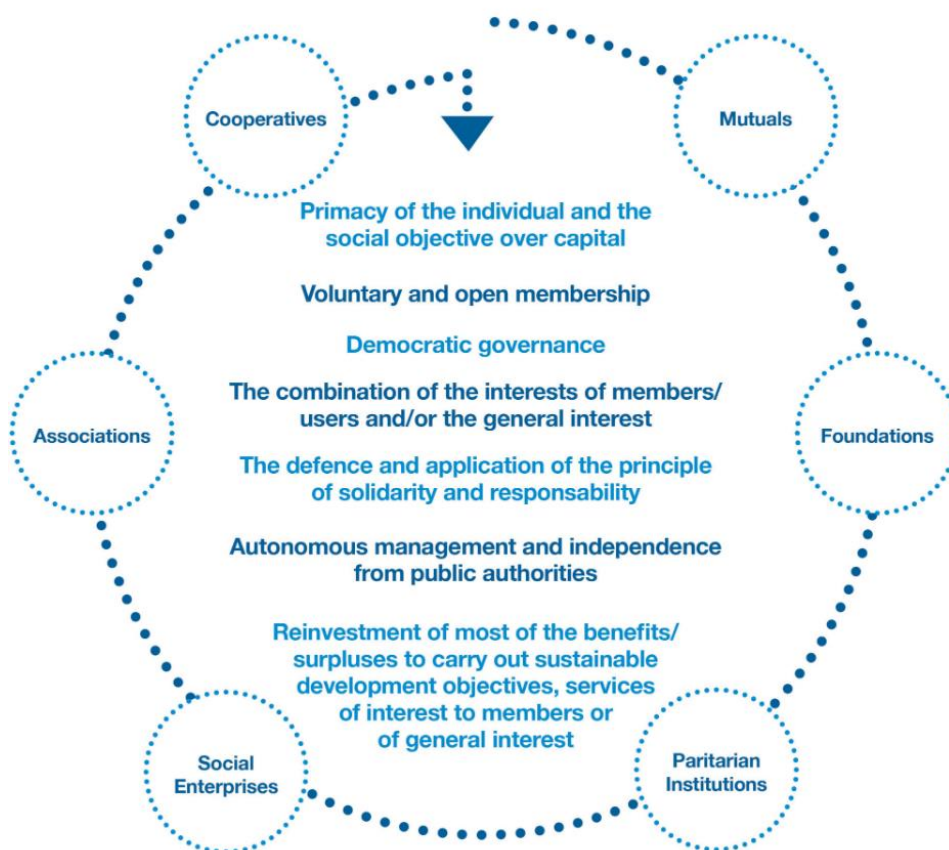 Cooperatives
Mutuals
Primacy of the individual and the
social objective over capital
Voluntary and open membership
Democratic governance
The combination of the interests of members/
users and/or the general interest
Associations
Foundations
The defence and application of the principle
of solidarity and responsability
Autonomous management and independence
from public authorities
Reinvestment of most of the benefits/
surpluses to carry out sustainable
development objectives, services
of interest to members or
of general interest
Social
Enterprises
Paritarian
Institutions